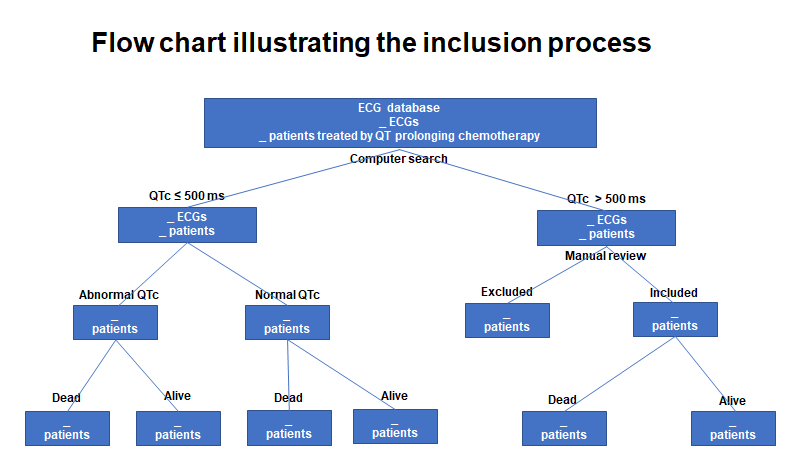 Flow chart illustrating the inclusion process
ECG database
_ ECGs
_ patients treated by QT prolonging chemotherapy
Computer search
QTc ≤ 500 ms
QTc > 500 ms
_ ECGs
_ patients
_ ECGs
_ patients
Manual review
Abnormal QTc
Normal QTc
Excluded
Included
_
patients
_
patients
_
patients
_
patients
Dead
Alive
Dead
Alive
Dead
Alive
_
patients
_
patients
_
patients
_
patients
_
patients
_
patients